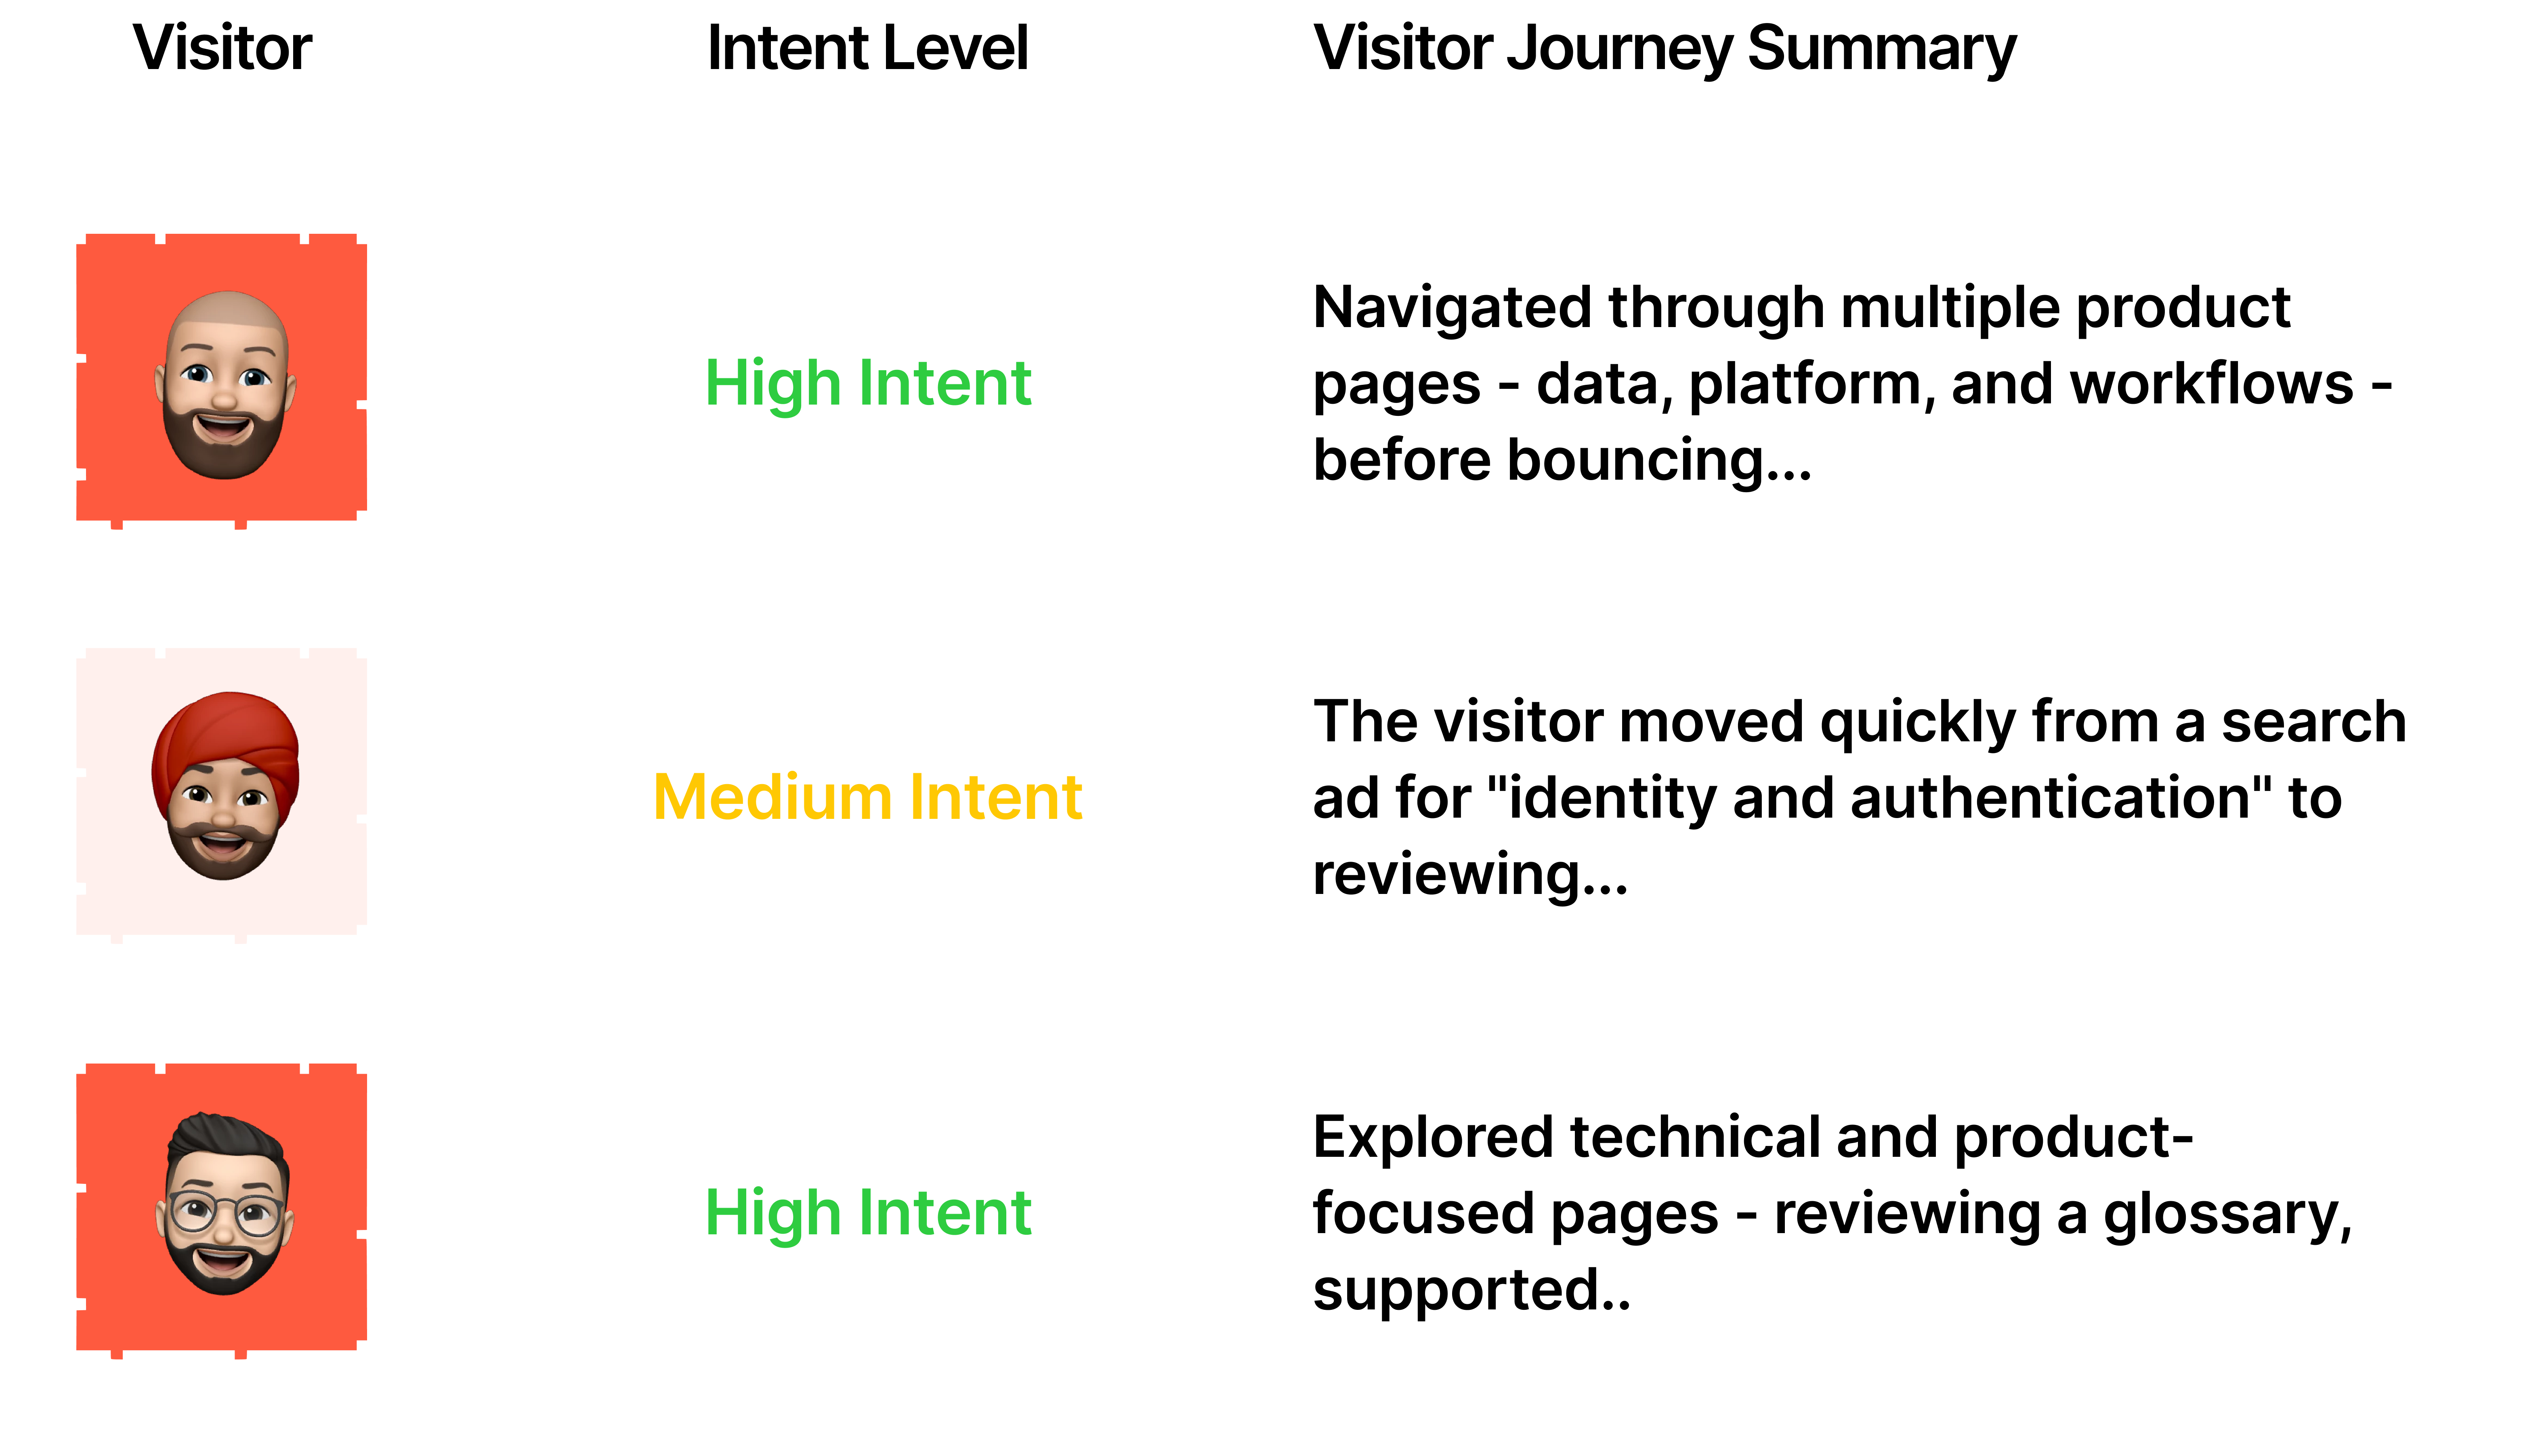 Visitor
Intent Level
Visitor Journey Summary
High Intent
Navigated through multiple product
pages - data, platform, and workflows -
before bouncing...
Medium Intent
The visitor moved quickly from a search
ad for "identity and authentication" to
reviewing...
High Intent
Explored technical and product-
focused pages - reviewing a glossary,
supported..